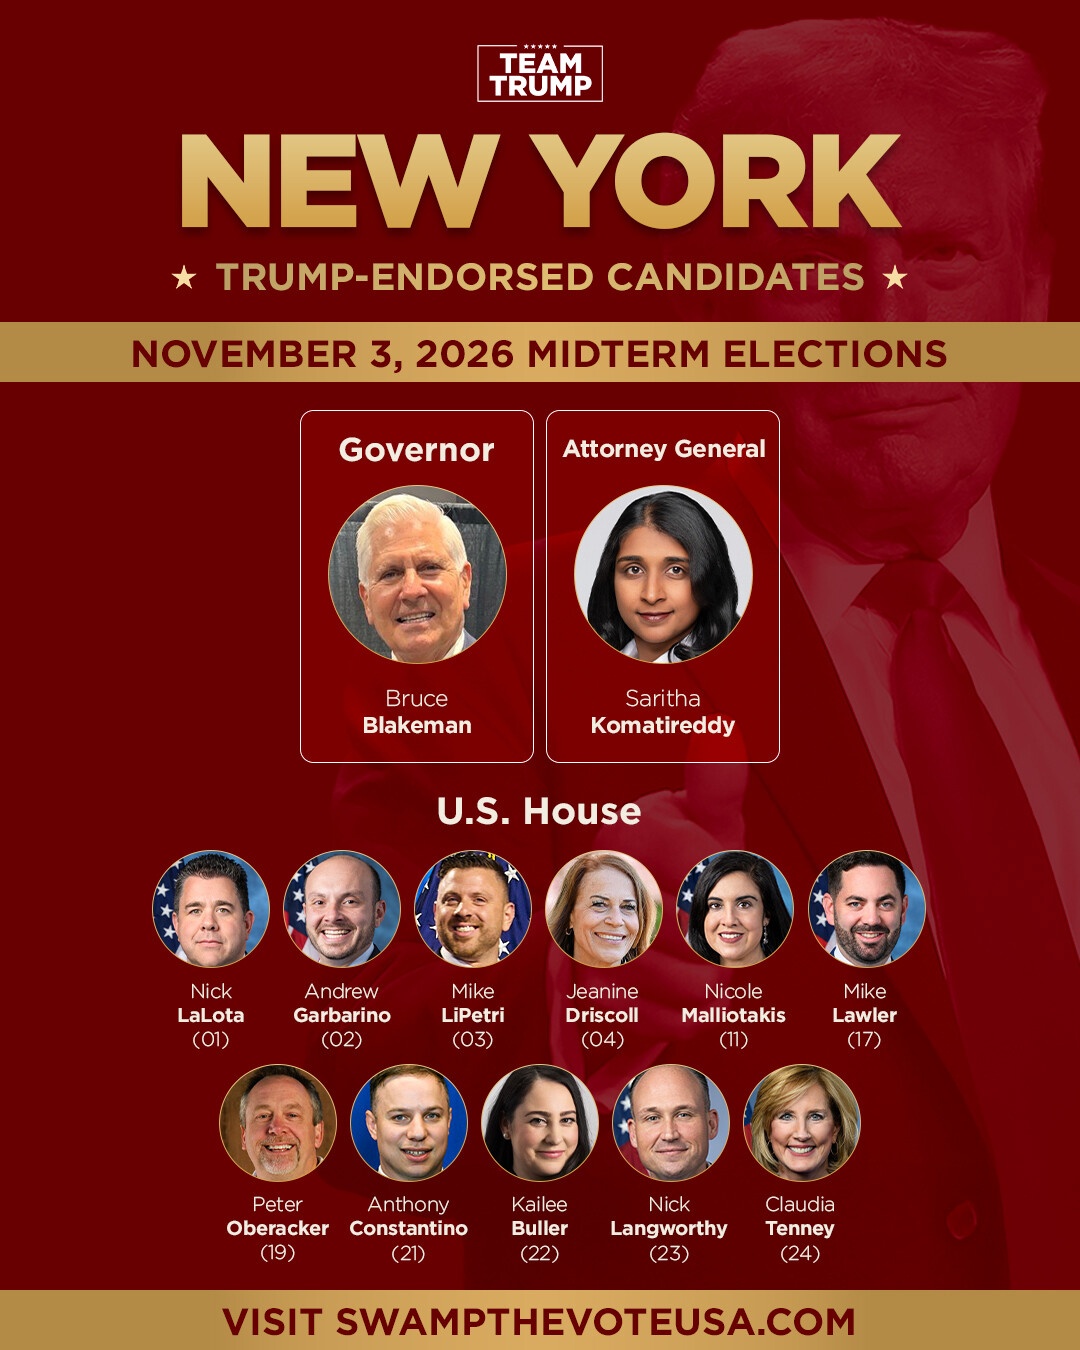 TEAM
TRUMP
NEW YORK
TRUMP-ENDORSED CANDIDATES
NOVEMBER 3, 2026 MIDTERM ELECTIONS
Governor
Bruce
Blakeman
Attorney General
Saritha
Komatireddy
U.S. House
Nick
LaLota
(01)
Andrew
Garbarino
(02)
Mike
LiPetri
(03)
Jeanine
Driscoll
(04)
Nicole
Malliotakis
(11)
Mike
Lawler
(17)
Peter
Oberacker
(19)
Anthony
Constantino
(21)
Kailee
Buller
(22)
Nick
Langworthy
(23)
Claudia
Tenney
(24)
VISIT SWAMPTHEVOTEUSA.COM